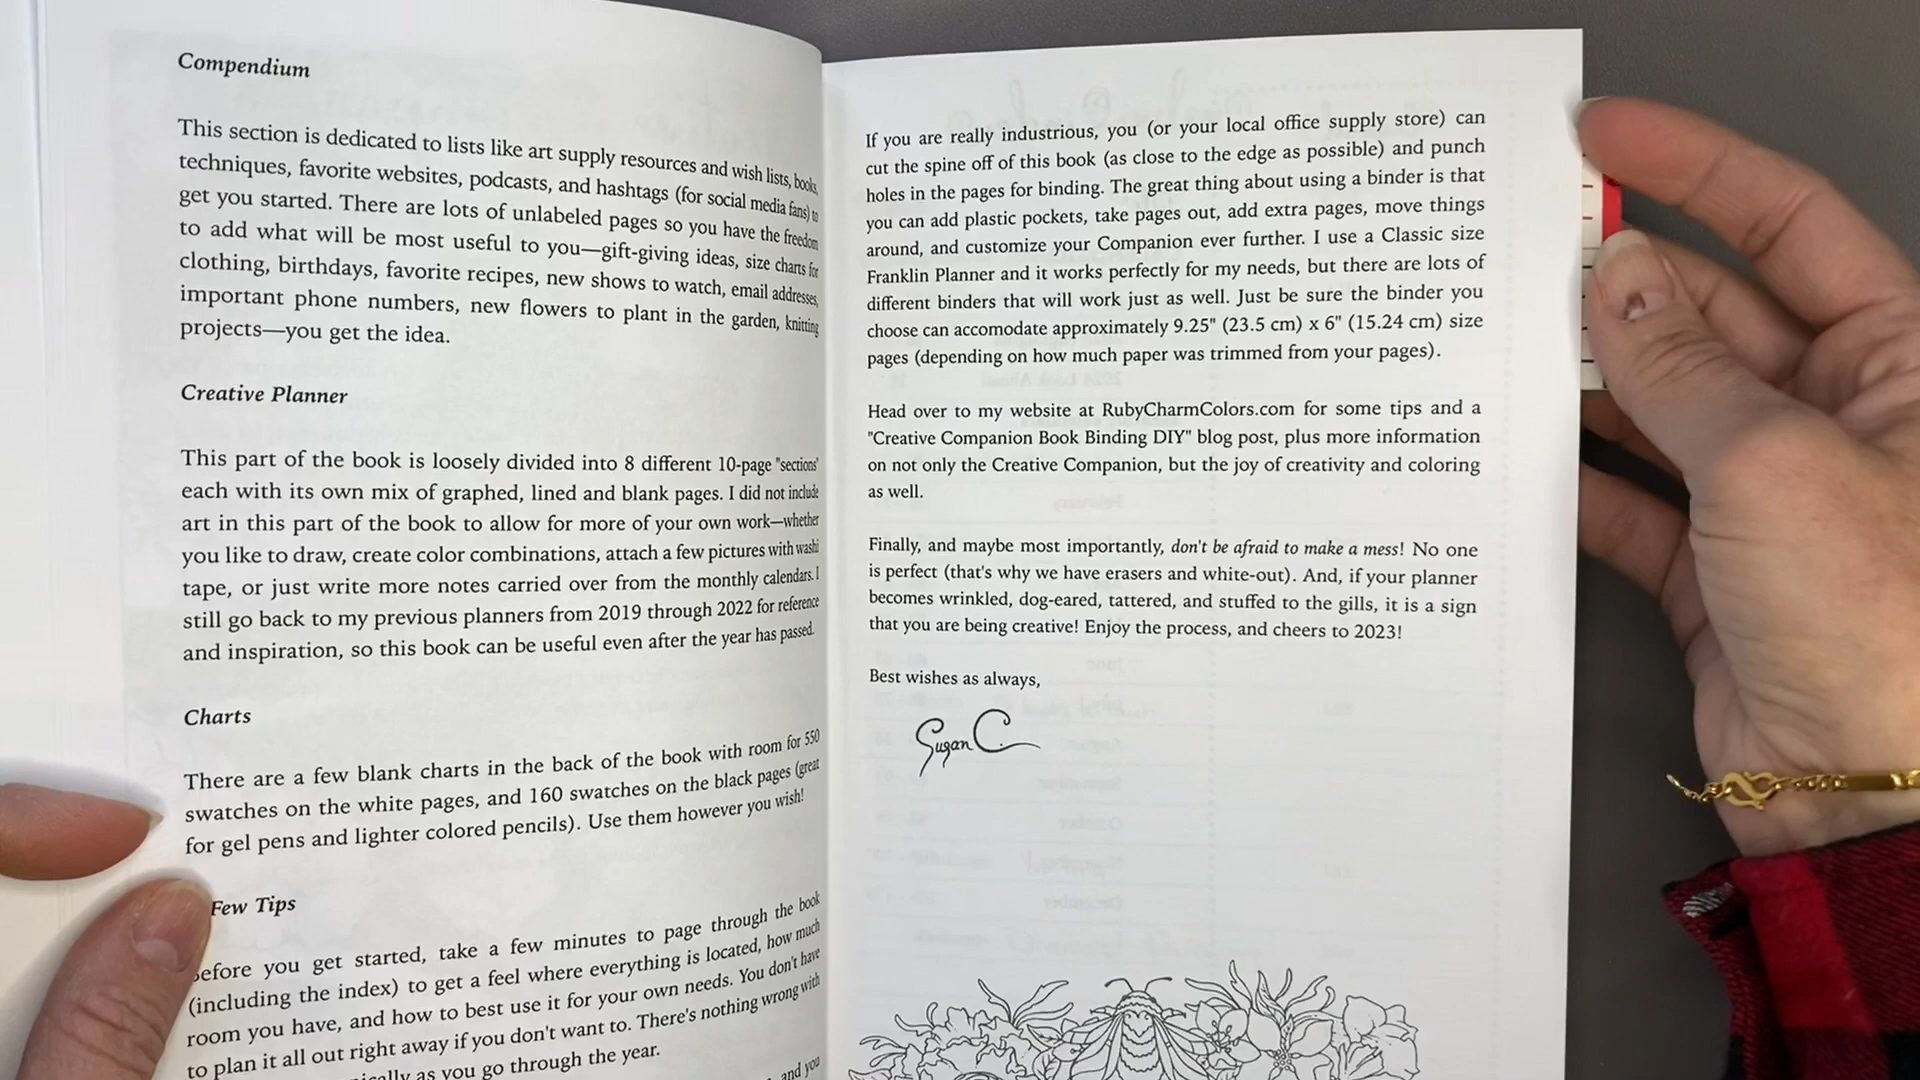 Compendium
This section is dedicated to lists like art supply resources and wish lists, books,
techniques, favorite websites, podcasts, and hashtags (for social media fans) to
get you started. There are lots of unlabeled pages so you have the freedom
to add what will be most useful to you—gift-giving ideas, size charts for
clothing, birthdays, favorite recipes, new shows to watch, email addresses,
important phone numbers, new flowers to plant in the garden, knitting
projects—you get the idea.
Creative Planner
This part of the book is loosely divided into 8 different 10-page "sections"
each with its own mix of graphed, lined and blank pages. I did not include
art in this part of the book to allow for more of your own work—whether
you like to draw, create color combinations, attach a few pictures with washi
tape, or just write more notes carried over from the monthly calendars. I
still go back to my previous planners from 2019 through 2022 for reference
and inspiration, so this book can be useful even after the year has passed.
Charts
There are a few blank charts in the back of the book with room for 550
swatches on the white pages, and 160 swatches on the black pages (great
for gel pens and lighter colored pencils). Use them however you wish!
Few Tips
Before you get started, take a few minutes to page through the book
(including the index) to get a feel where everything is located, how much
room you have, and how to best use it for your own needs. You don't have
to plan it all out right away if you don't want to. There's nothing wrong with
as you go through the year.
and you
If you are really industrious, you (or your local office supply store) can
cut the spine off of this book (as close to the edge as possible) and punch
holes in the pages for binding. The great thing about using a binder is that
you can add plastic pockets, take pages out, add extra pages, move things
around, and customize your Companion ever further. I use a Classic size
Franklin Planner and it works perfectly for my needs, but there are lots of
different binders that will work just as well. Just be sure the binder you
choose can accomodate approximately 9.25" (23.5 cm) x 6" (15.24 cm) size
pages (depending on how much paper was trimmed from your pages).
Head over to my website at RubyCharmColors.com for some tips and a
"Creative Companion Book Binding DIY" blog post, plus more information
on not only the Creative Companion, but the joy of creativity and coloring
as well.
Finally, and maybe most importantly, don't be afraid to make a mess! No one
is perfect (that's why we have erasers and white-out). And, if your planner
becomes wrinkled, dog-eared, tattered, and stuffed to the gills, it is a sign
that you are being creative! Enjoy the process, and cheers to 2023!
Best wishes as always,
Susan C.